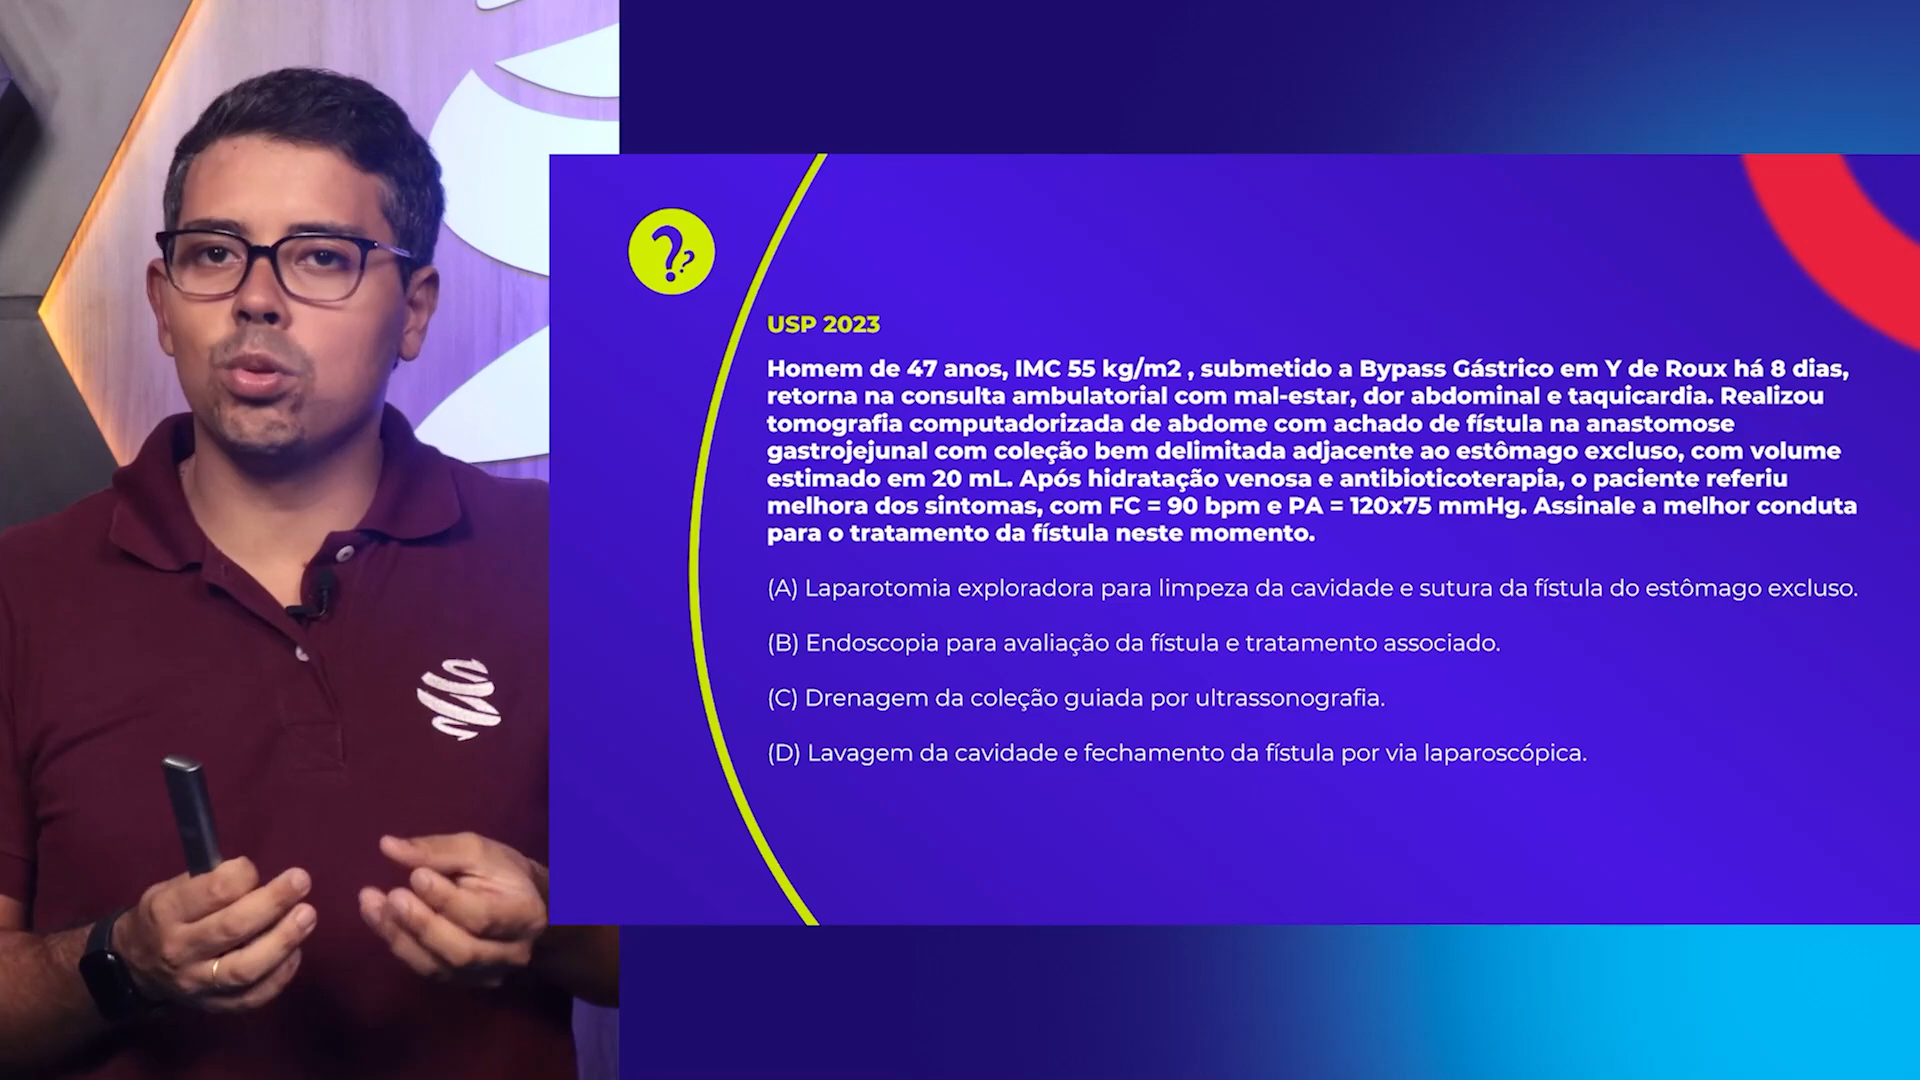 USP 2023
Homem de 47 anos, IMC 55 kg/m2 , submetido a Bypass Gástrico em Y de Roux há 8 dias,
retorna na consulta ambulatorial com mal-estar, dor abdominal e taquicardia. Realizou
tomografia computadorizada de abdome com achado de fístula na anastomose
gastrojejunal com coleção bem delimitada adjacente ao estômago excluso, com volume
estimado em 20 mL. Após hidratação venosa e antibioticoterapia, o paciente referiu
melhora dos sintomas, com FC = 90 bpm e PA = 120x75 mmHg. Assinale a melhor conduta
para o tratamento da fístula neste momento.
(A) Laparotomia exploradora para limpeza da cavidade e sutura da fístula do estômago excluso.
(B) Endoscopia para avaliação da fístula e tratamento associado.
(C) Drenagem da coleção guiada por ultrassonografia.
(D) Lavagem da cavidade e fechamento da fístula por via laparoscópica.